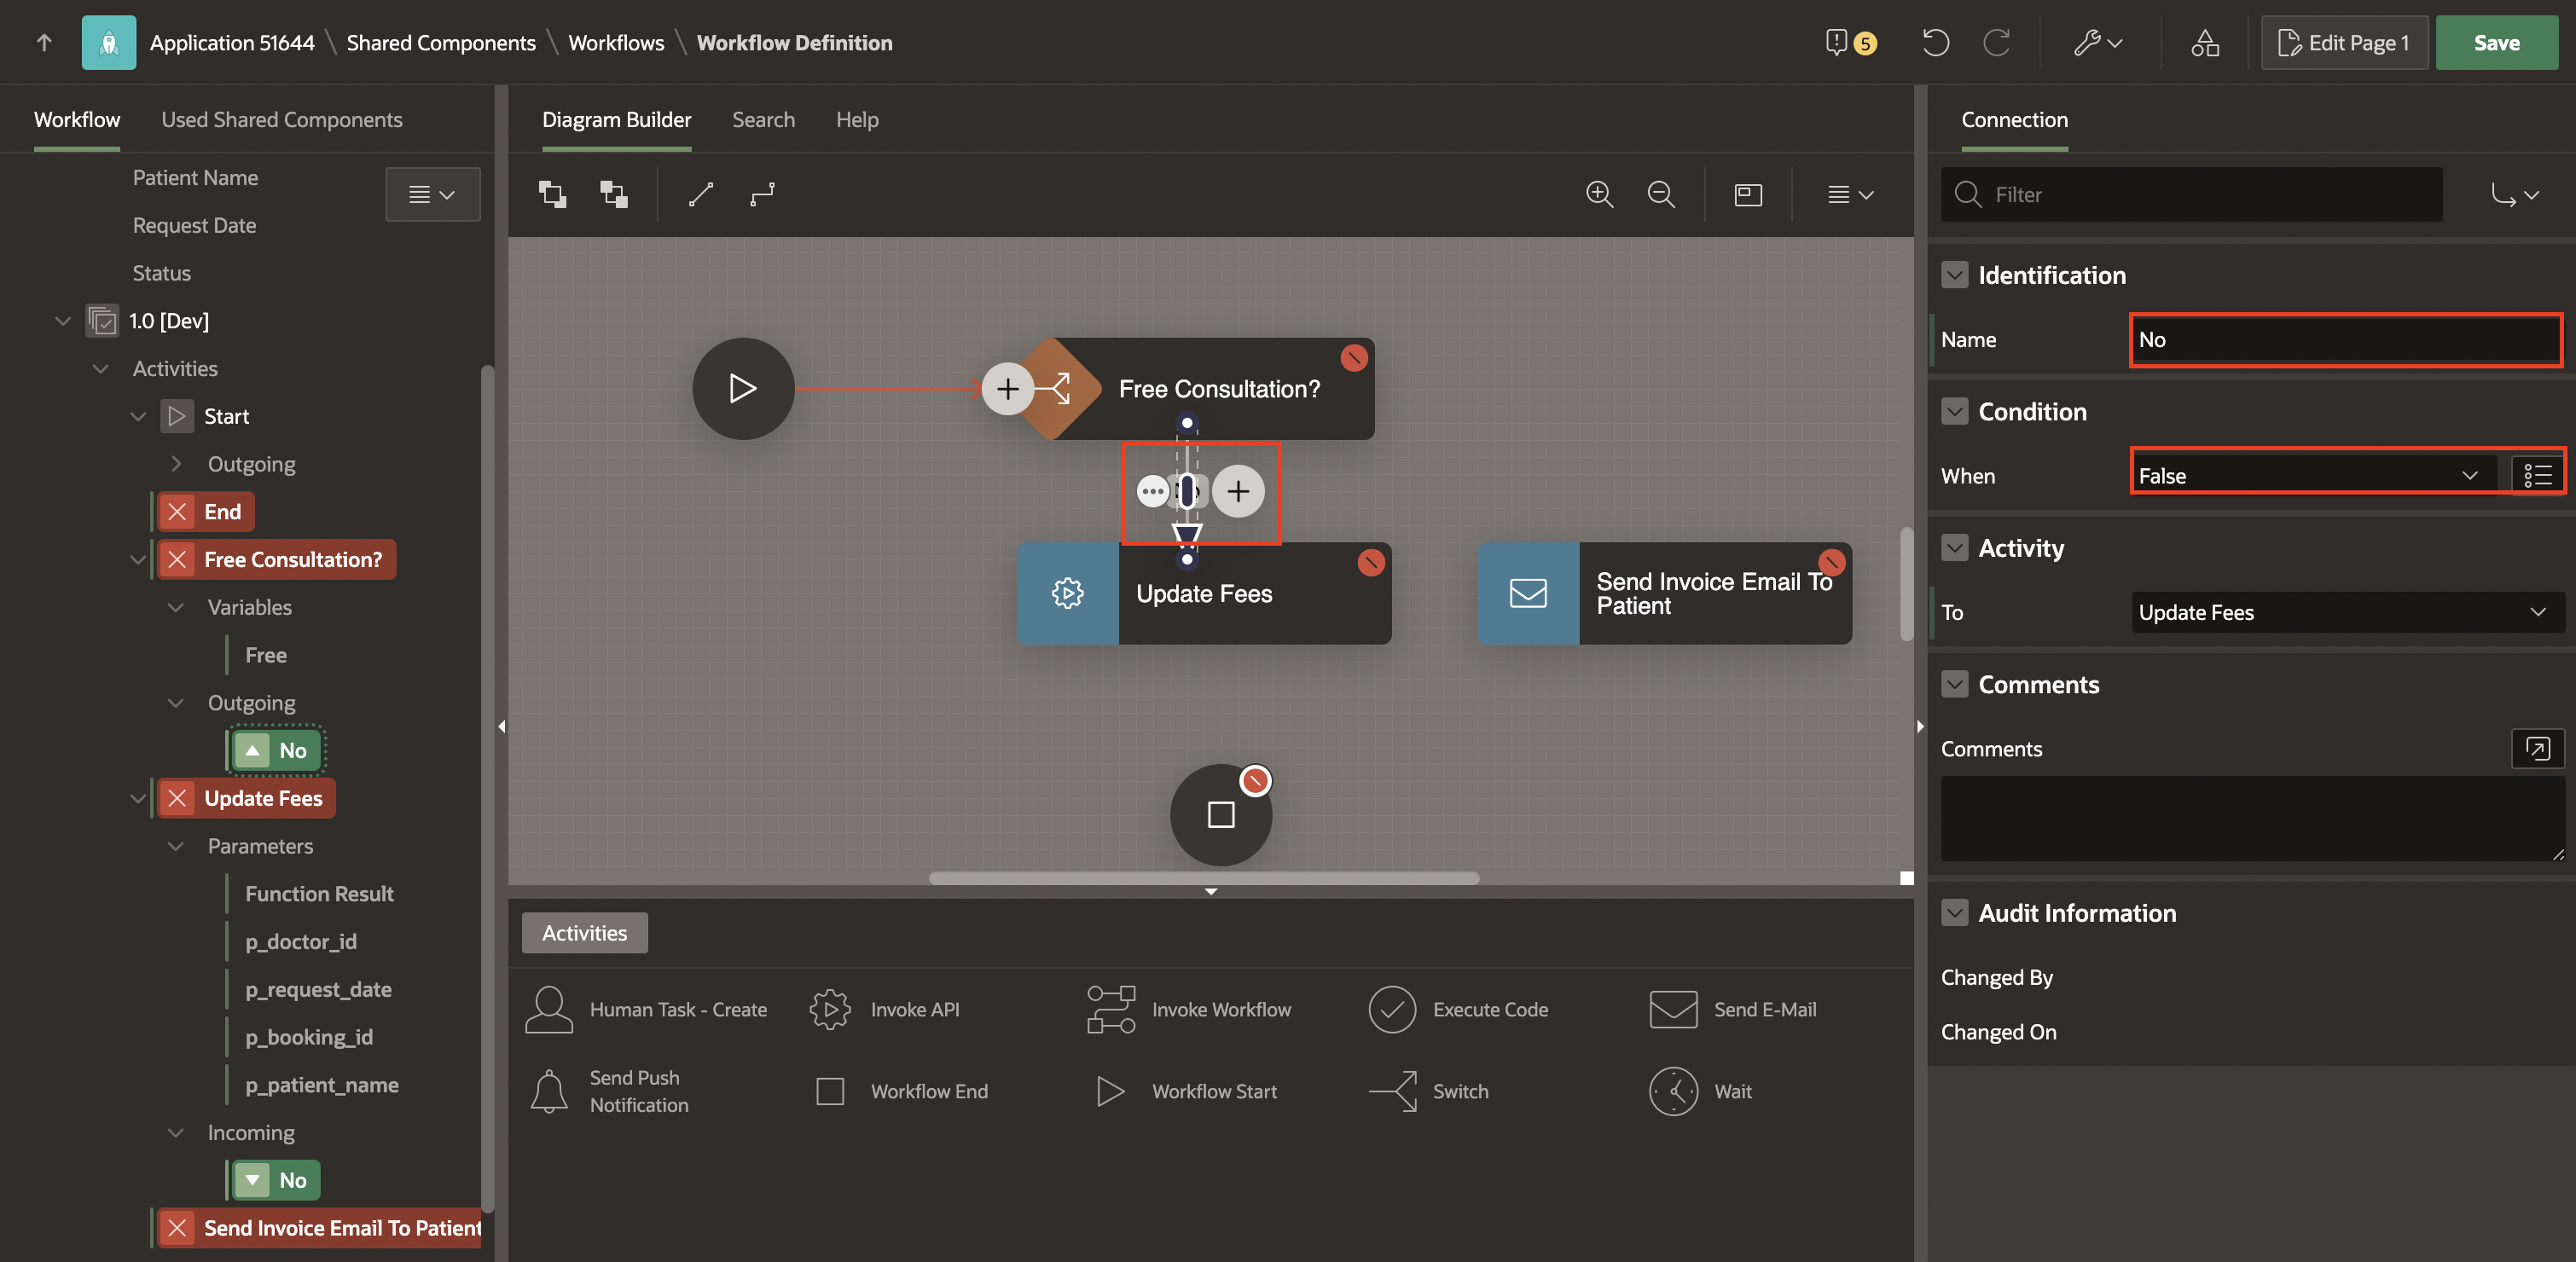 Application 51644 \ Shared Components \ Workflows \ Workflow Definition
5
Edit Page 1
Save
Workflow
Used Shared Components
Patient Name
Request Date
Status
1.0 [Dev]
Activities
Start
Outgoing
End
Free Consultation?
Variables
Free
Outgoing
No
Update Fees
Parameters
Function Result
p_doctor_id
p_request_date
p_booking_id
p_patient_name
Incoming
No
Send Invoice Email To Patient
Diagram Builder
Search
Help
Free Consultation?
Update Fees
Send Invoice Email To
Patient
Activities
Human Task - Create
Invoke API
Invoke Workflow
Execute Code
Send E-Mail
Send Push
Notification
Workflow End
Workflow Start
Switch
Wait
Connection
Filter
Identification
Name
No
Condition
When
False
Activity
To
Update Fees
Comments
Comments
Audit Information
Changed By
Changed On